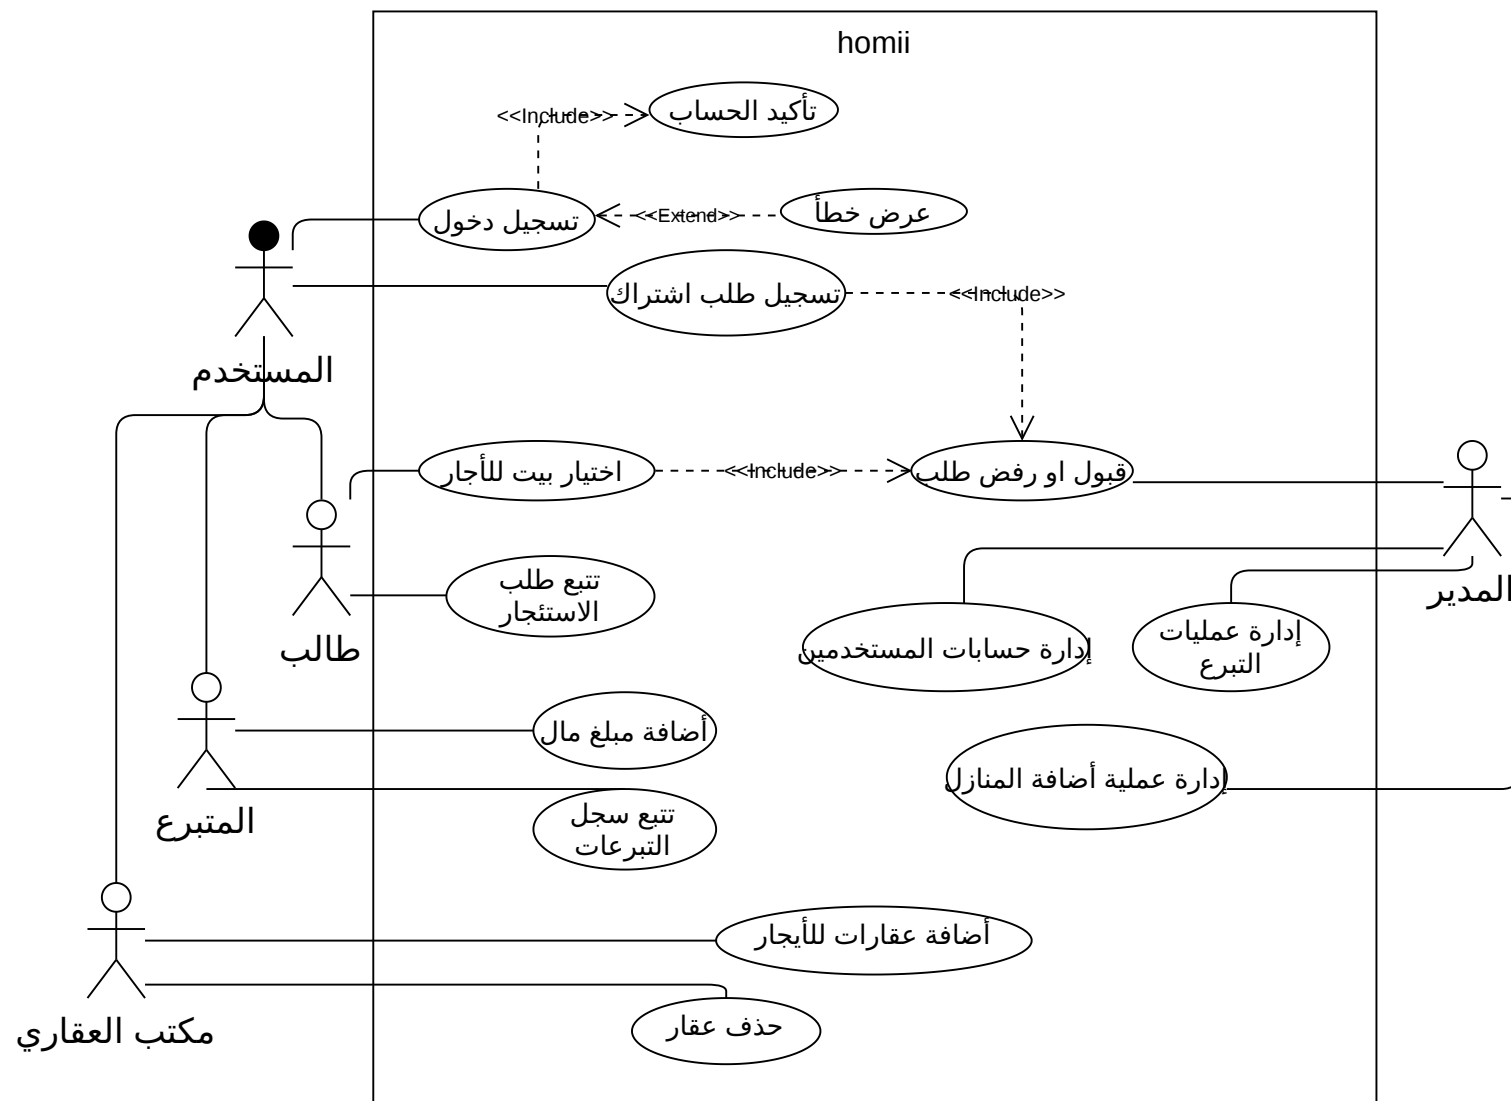 homii
<<Include>>
تأكيد الحساب
تسجيل دخول
<<Extend>>
عرض خطأ
تسجيل طلب اشتراك
<<Include>>
المستخدم
اختيار بيت للأجار
<<Include>>
قبول او رفض طلب
تتبع طلب
الاستئجار
طالب
المدير
إدارة حسابات المستخدمين
إدارة عمليات
التبرع
أضافة مبلغ مال
إدارة عملية أضافة المنازل
تتبع سجل
التبرعات
المتبرع
أضافة عقارات للأيجار
حذف عقار
مكتب العقاري